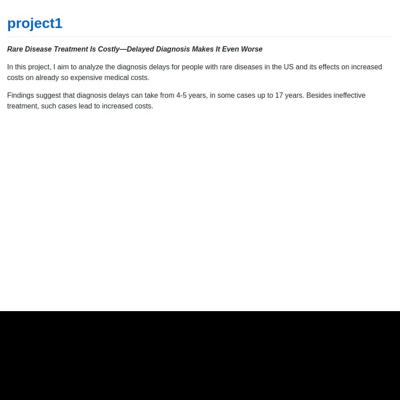 project1
Rare Disease Treatment Is Costly—Delayed Diagnosis Makes It Even Worse
In this project, I aim to analyze the diagnosis delays for people with rare diseases in the US and its effects on increased
costs on already so expensive medical costs.
Findings suggest that diagnosis delays can take from 4-5 years, in some cases up to 17 years. Besides ineffective
treatment, such cases lead to increased costs.